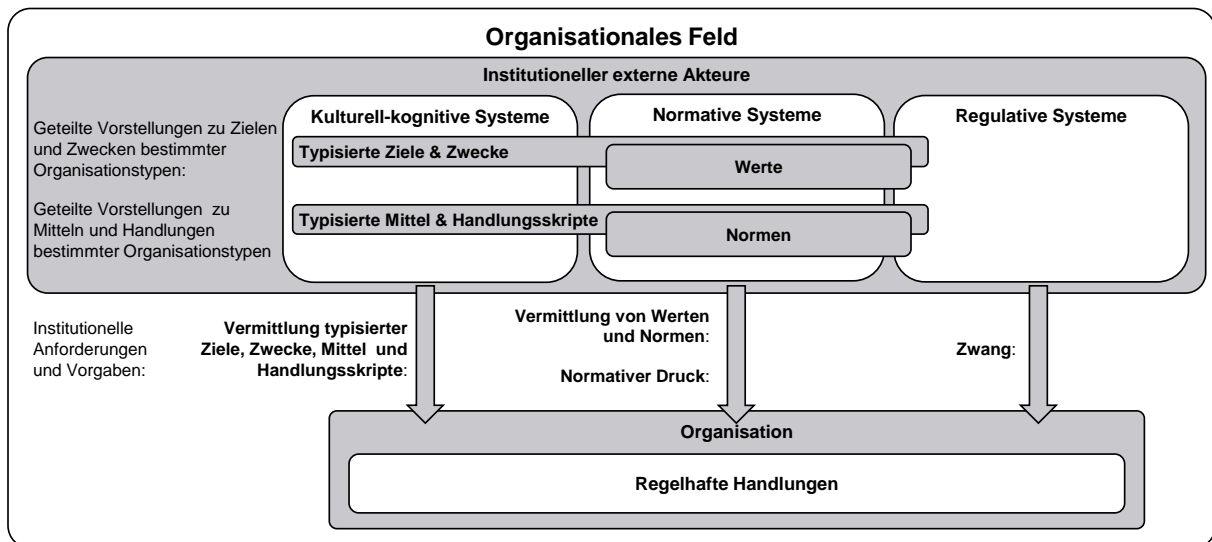 Organisationales Feld
Institutioneller externe Akteure
Kulturell-kognitive Systeme
Normative Systeme
Regulative Systeme
Geteilte Vorstellungen zu Zielen
und Zwecken bestimmter
Organisationstypen:
Typisierte Ziele & Zwecke
Werte
Geteilte Vorstellungen zu
Mitteln und Handlungen
bestimmter Organisationstypen
Typisierte Mittel & Handlungsskripte
Normen
Institutionelle
Anforderungen
und Vorgaben:
Vermittlung typisierter
Ziele, Zwecke, Mittel und
Handlungsskripte:
Vermittlung von Werten
und Normen:
Normativer Druck:
Zwang:
Organisation
Regelhafte Handlungen